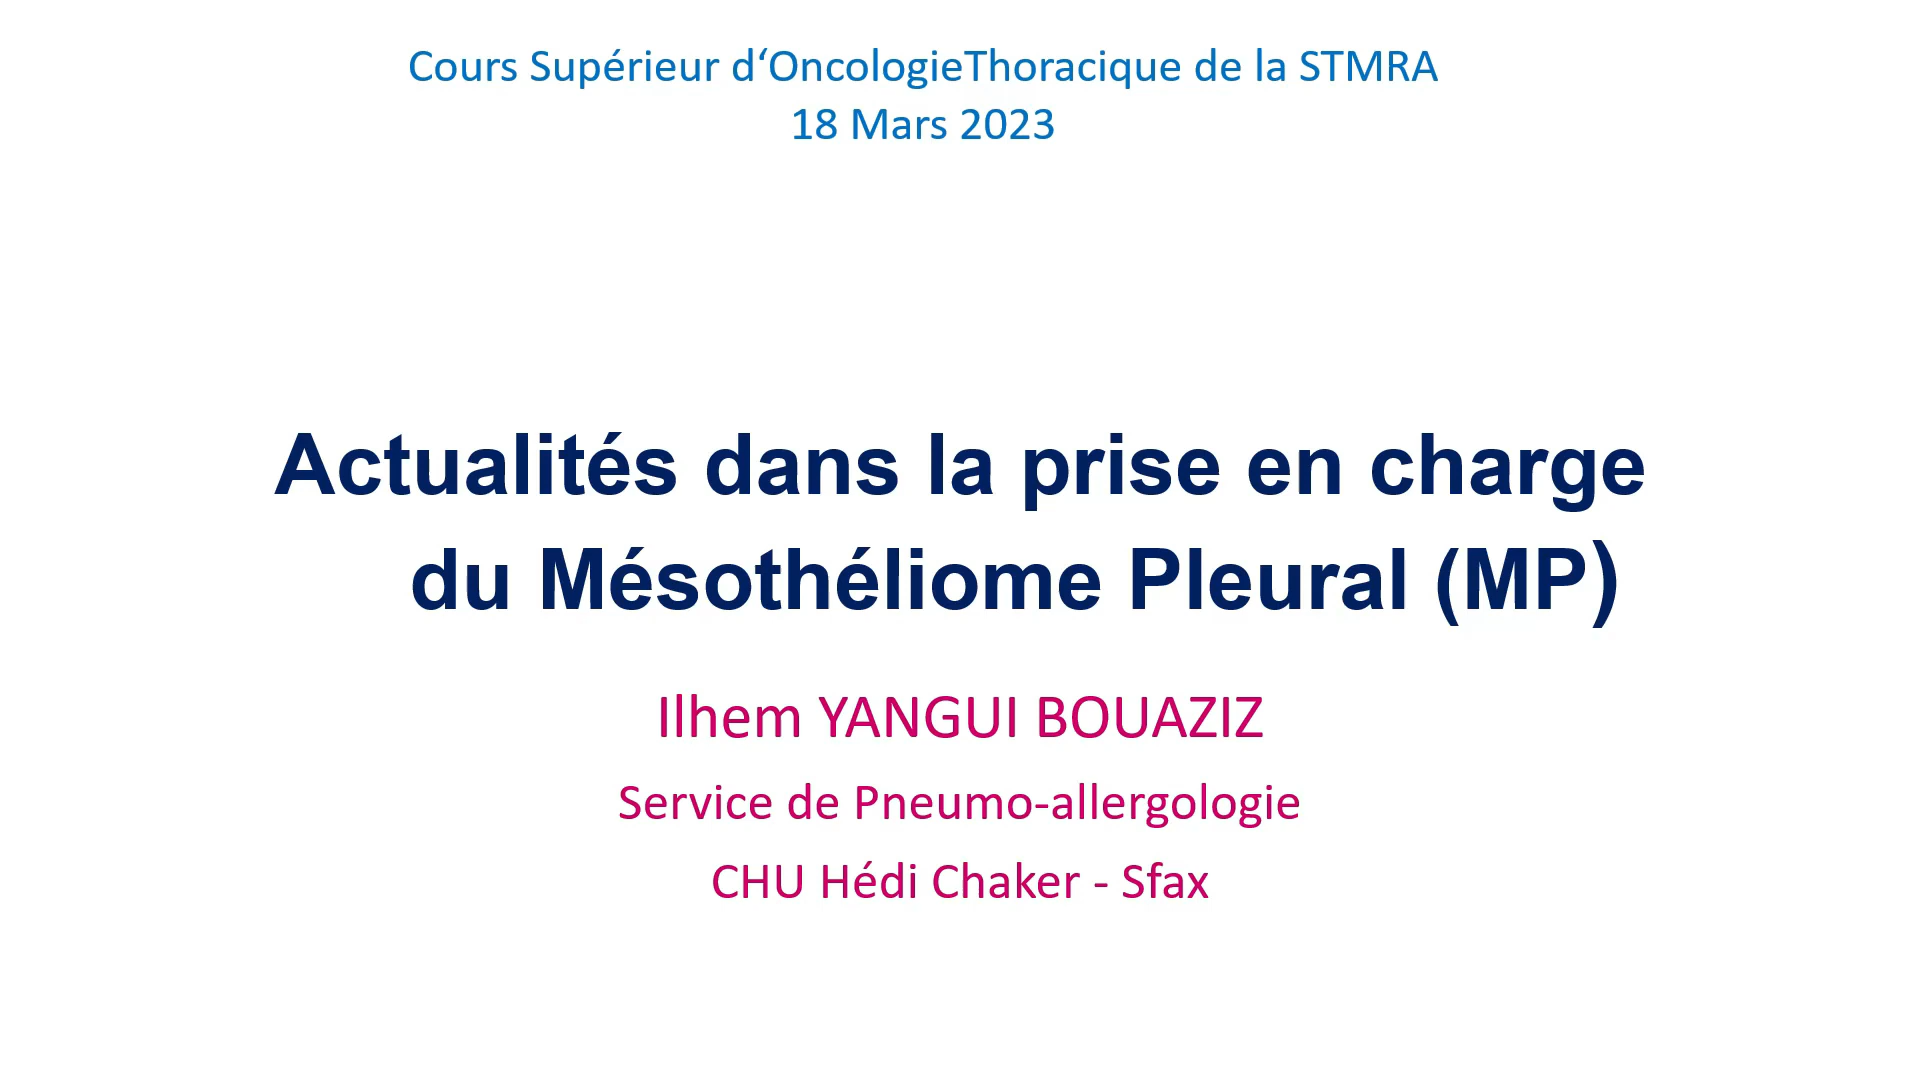 Cours Supérieur d‘OncologieThoracique de la STMRA
18 Mars 2023
Actualités dans la prise en charge
du Mésothéliome Pleural (MP)
Ilhem YANGUI BOUAZIZ
Service de Pneumo-allergologie
CHU Hédi Chaker - Sfax